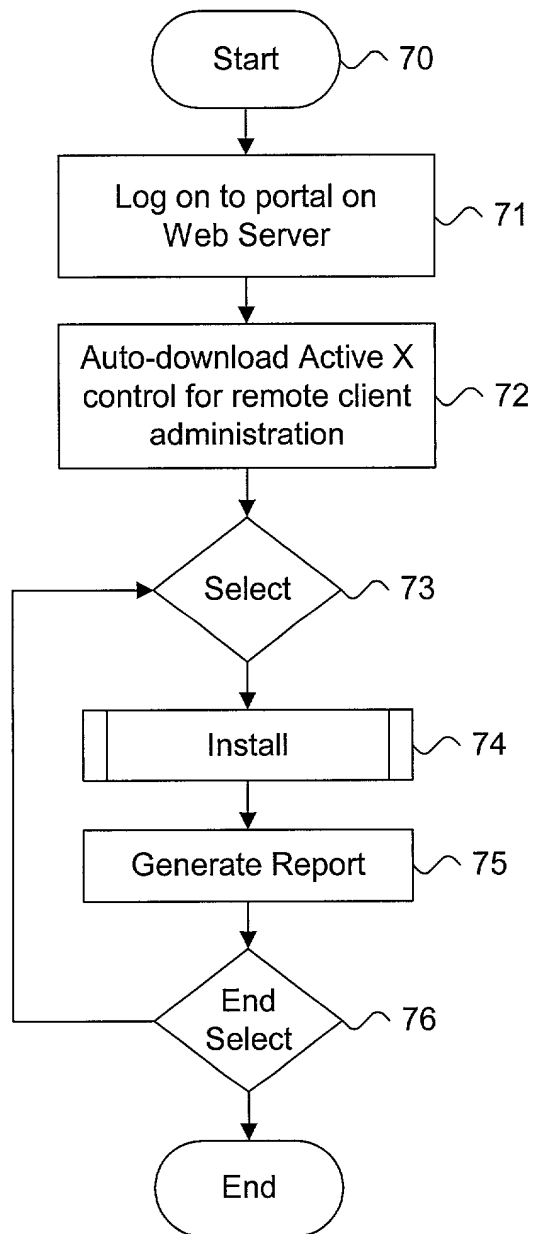 Start
70
Log on to portal on
Web Server
71
Auto-download Active X
control for remote client
administration
72
Select
73
Install
74
Generate Report
75
End
Select
76
End